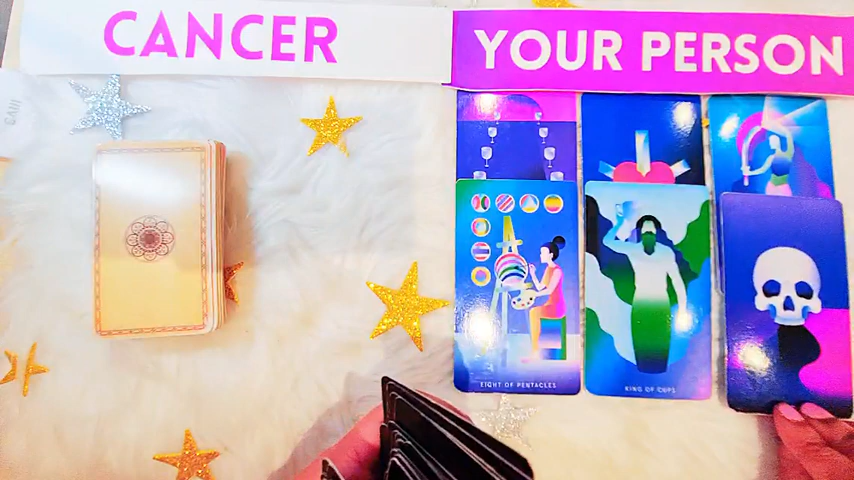 CANCER
YOUR PERSON
EIGHT OF PENTACLES
KING OF CUPS